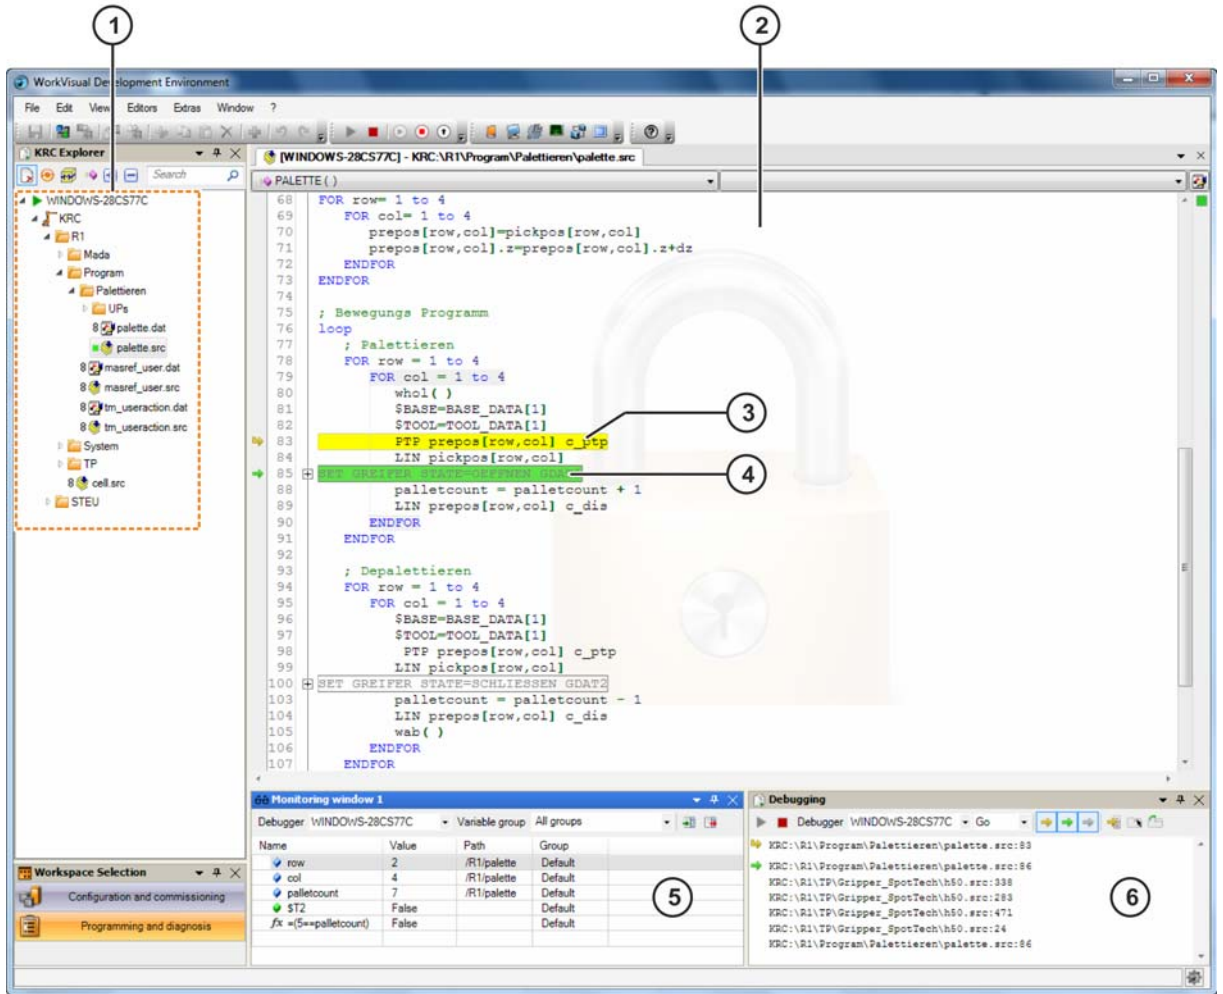 1
2
WorkVisual Development Environment
File Edit View Editors Extras Window ?
KRC Explorer
Search
WINDOWS-28CS77C
KRC
R1
Mada
Program
Palettieren
UPs
palette.dat
palette.src
masref_user.dat
masref_user.src
tm_useraction.dat
tm_useraction.src
System
TP
cell.src
STEU
[WINDOWS-28CS77C] - KRC:\R1\Program\Palettieren\palette.src
PALETTE ( )
68 FOR row= 1 to 4
69 FOR col= 1 to 4
70 prepos[row,col]=pickpos[row,col]
71 prepos[row,col].z=prepos[row,col].z+dz
72 ENDFOR
73 ENDFOR
74
75 ; Bewegungs Programm
76 loop
77 ; Palettieren
78 FOR row = 1 to 4
79 FOR col = 1 to 4
80 whol( )
81 $BASE=BASE_DATA[1]
82 $TOOL=TOOL_DATA[1]
83 PTP prepos[row,col] c_ptp
84 LIN pickpos[row,col]
85 SET GREIFER STATE=OEFFNEN
88 palletcount = palletcount + 1
89 LIN prepos[row,col] c_dis
90 ENDFOR
91 ENDFOR
92
93 ; Depalettieren
94 FOR row = 1 to 4
95 FOR col = 1 to 4
96 $BASE=BASE_DATA[1]
97 $TOOL=TOOL_DATA[1]
98 PTP prepos[row,col] c_ptp
99 LIN pickpos[row,col]
100 SET GREIFER STATE=SCHLIESSEN GDAT2
103 palletcount = palletcount - 1
104 LIN prepos[row,col] c_dis
105 wab( )
106 ENDFOR
107 ENDFOR
3
4
Workspace Selection
Configuration and commissioning
Programming and diagnosis
Monitoring window 1
Debugger WINDOWS-28CS77C Variable group All groups
Name Value Path Group
row 2 /R1/palette Default
col 4 /R1/palette Default
palletcount 7 /R1/palette Default
$T2 False Default
fx =(5==palletcount) False Default
5
Debugging
Debugger WINDOWS-28CS77C Go
KRC:\R1\Program\Palettieren\palette.src:83
KRC:\R1\Program\Palettieren\palette.src:86
KRC:\R1\TP\Gripper_SpotTech\h50.src:338
KRC:\R1\TP\Gripper_SpotTech\h50.src:283
KRC:\R1\TP\Gripper_SpotTech\h50.src:471
KRC:\R1\TP\Gripper_SpotTech\h50.src:24
KRC:\R1\Program\Palettieren\palette.src:86
6